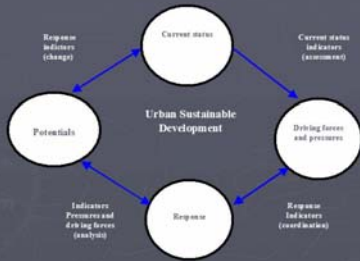 Current status
Response
indictors
(change)
Current status
indicators
(assessment)
Urban Sustainable
Development
Potentials
Driving forces
and pressures
Indicators
Pressures and
driving forces
(analysis)
Response
Response
Indicators
(coordination)